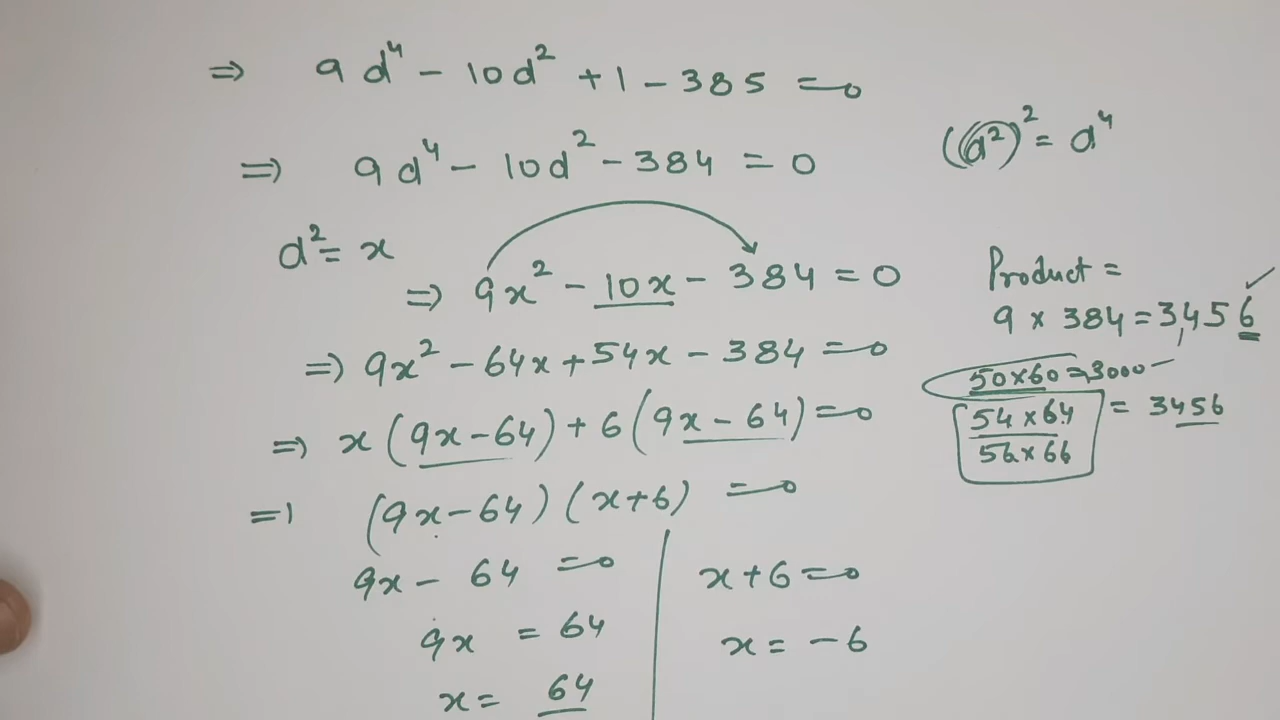 ⇒ 9d⁴ - 10d² + 1 - 385 = 0
⇒ 9d⁴ - 10d² - 384 = 0
(d²)² = d⁴
d² = x
⇒ 9x² - 10x - 384 = 0
⇒ 9x² - 64x + 54x - 384 = 0
⇒ x(9x - 64) + 6(9x - 64) = 0
⇒ (9x - 64)(x + 6) = 0
9x - 64 = 0
9x = 64
x = 64
x + 6 = 0
x = -6
Product =
9 × 384 = 3456
50×60 = 3000
54 × 64 = 3456
56 × 66